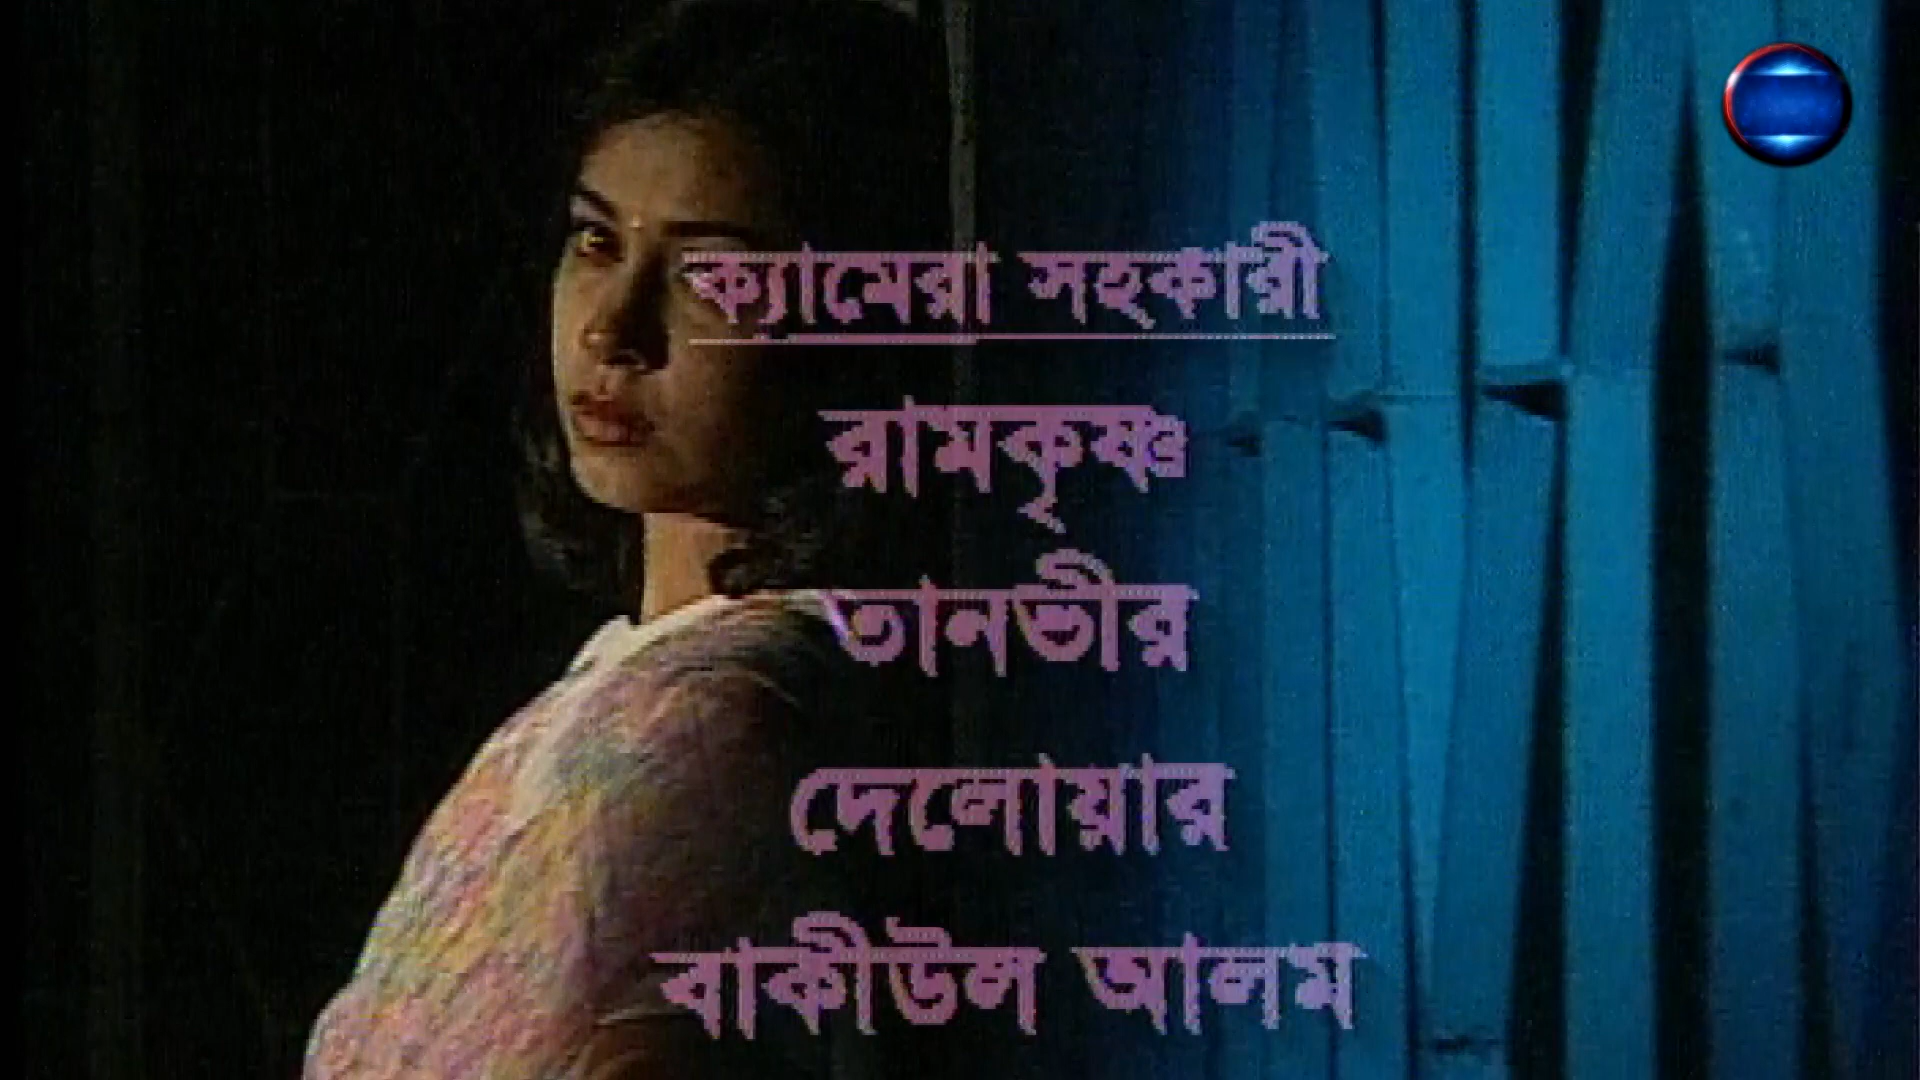 ক্যামেরা সহকারী
রামকৃষ্ণ
তানভীর
দেলোয়ার
বাকীউল আলম